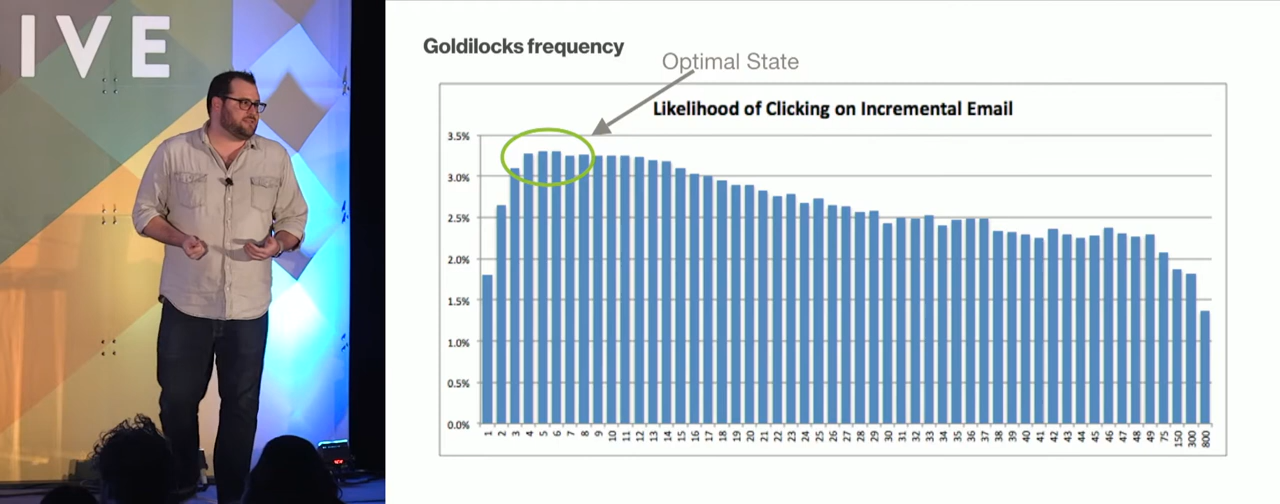 IVE
Goldilocks frequency
Optimal State
Likelihood of Clicking on Incremental Email
3.5%
3.0%
2.5%
2.0%
1.5%
1.0%
0.5%
0.0%
1 2 3 4 5 6 7 8 9 10 11 12 13 14 15 16 17 18 19 20 21 22 23 24 25 26 27 28 29 30 31 32 33 34 35 36 37 38 39 40 41 42 43 44 45 46 47 48 49 75 150 300 800